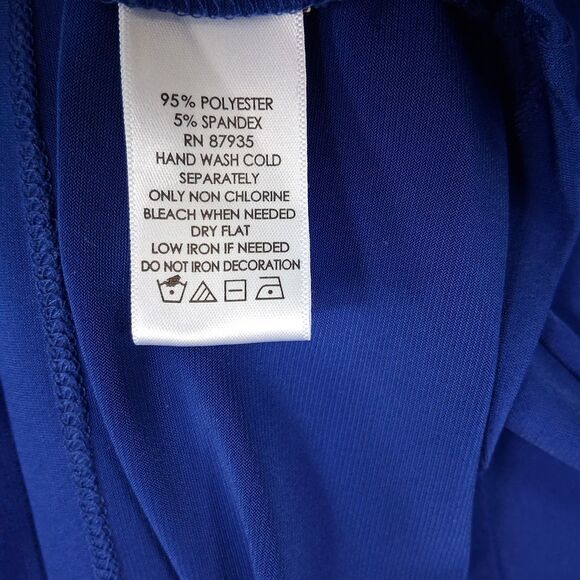 95% POLYESTER
5% SPANDEX
RN 87935
HAND WASH COLD
SEPARATELY
ONLY NON CHLORINE
BLEACH WHEN NEEDED
DRY FLAT
LOW IRON IF NEEDED
DO NOT IRON DECORATION